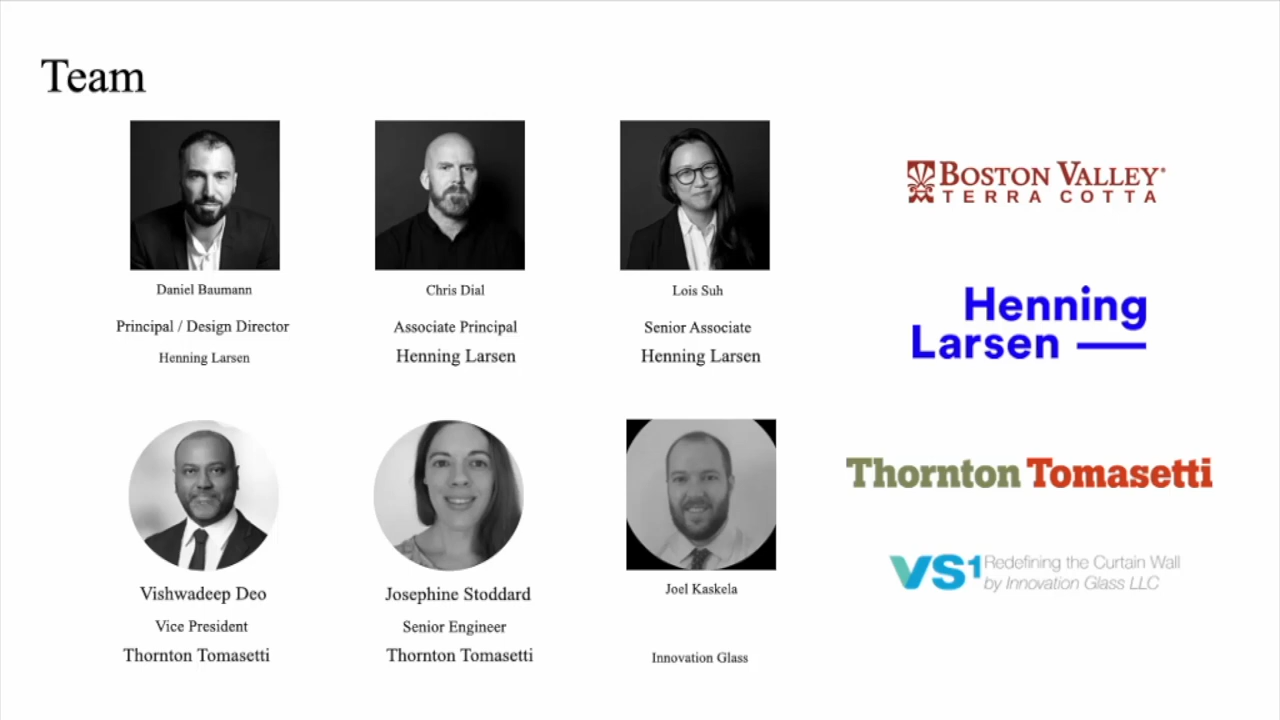 Team
Daniel Baumann
Principal / Design Director
Henning Larsen
Chris Dial
Associate Principal
Henning Larsen
Lois Suh
Senior Associate
Henning Larsen
Vishwadeep Deo
Vice President
Thornton Tomasetti
Josephine Stoddard
Senior Engineer
Thornton Tomasetti
Joel Kaskela
Innovation Glass
BOSTON VALLEY®
TERRA COTTA
Henning
Larsen
Thornton Tomasetti
VS1 Redefining the Curtain Wall
by Innovation Glass LLC